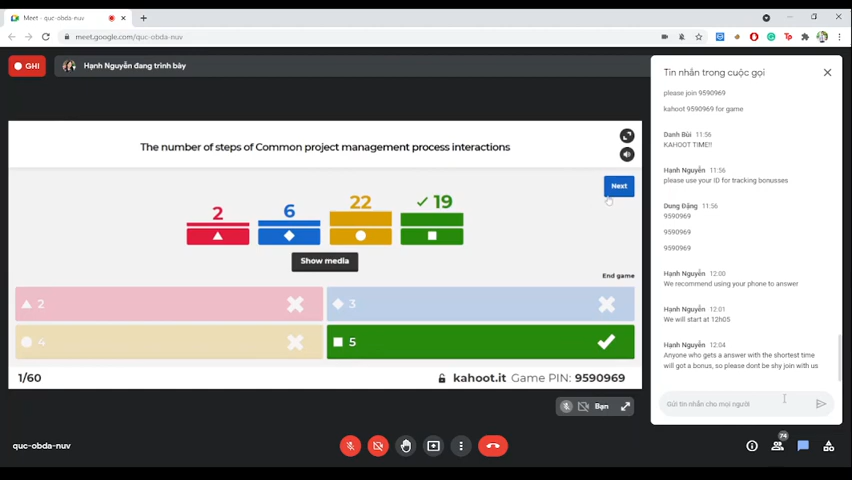 Meet - quc-obda-nuv
meet.google.com/quc-obda-nuv
GHI
Hạnh Nguyễn đang trình bày
Tin nhắn trong cuộc gọi
please join 9590969
kahoot 9590969 for game
Danh Bùi 11:56
KAHOOT TIME!!
Hạnh Nguyễn 11:56
please use your ID for tracking bonusses
Dung Đặng 11:56
9590969
9590969
9590969
Hạnh Nguyễn 12:00
We recommend using your phone to answer
Hạnh Nguyễn 12:01
We will start at 12h05
Hạnh Nguyễn 12:04
Anyone who gets a answer with the shortest time
will got a bonus, so please dont be shy join with us
Gửi tin nhắn cho mọi người
The number of steps of Common project management process interactions
Next
2
6
22
19
Show media
End game
2
3
4
5
1/60
kahoot.it Game PIN: 9590969
Bạn
quc-obda-nuv
74